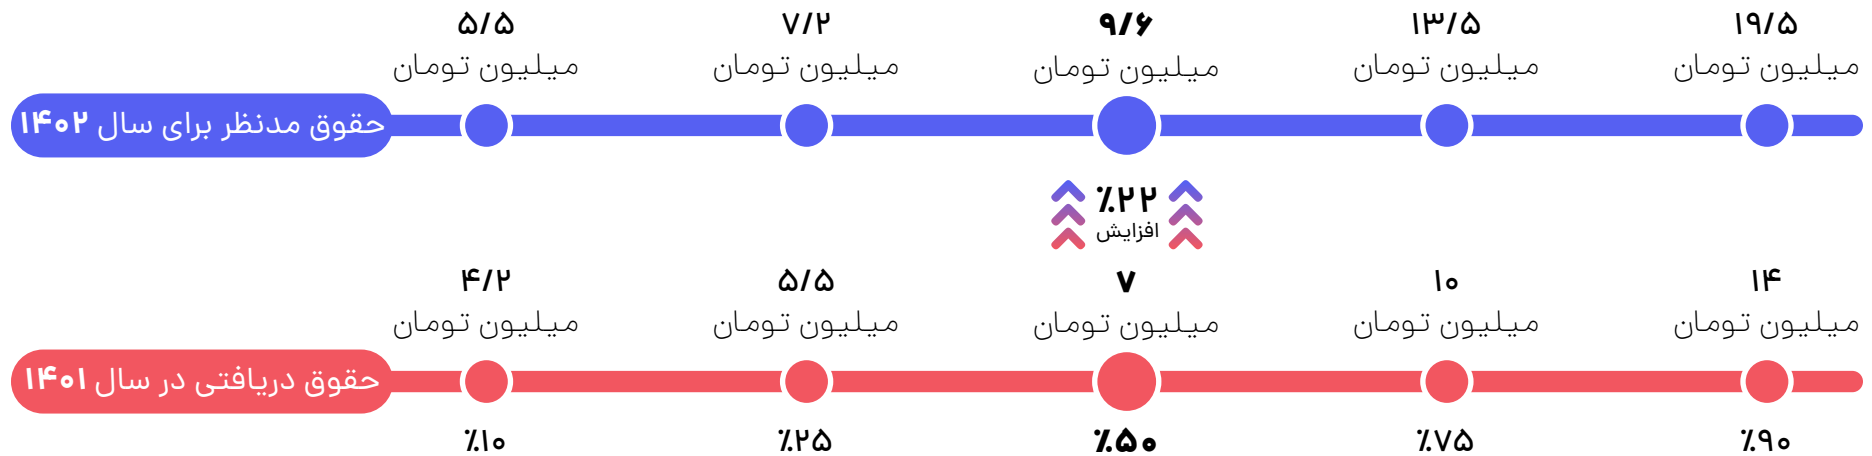 ۵/۵
میلیون تومان
۷/۲
میلیون تومان
۹/۶
میلیون تومان
۱۳/۵
میلیون تومان
۱۹/۵
میلیون تومان
حقوق مدنظر برای سال ۱۴۰۲
٪۲۲
افزایش
۴/۲
میلیون تومان
۵/۵
میلیون تومان
۷
میلیون تومان
۱۰
میلیون تومان
۱۴
میلیون تومان
حقوق دریافتی در سال ۱۴۰۱
٪۱۰
٪۲۵
٪۵۰
٪۷۵
٪۹۰